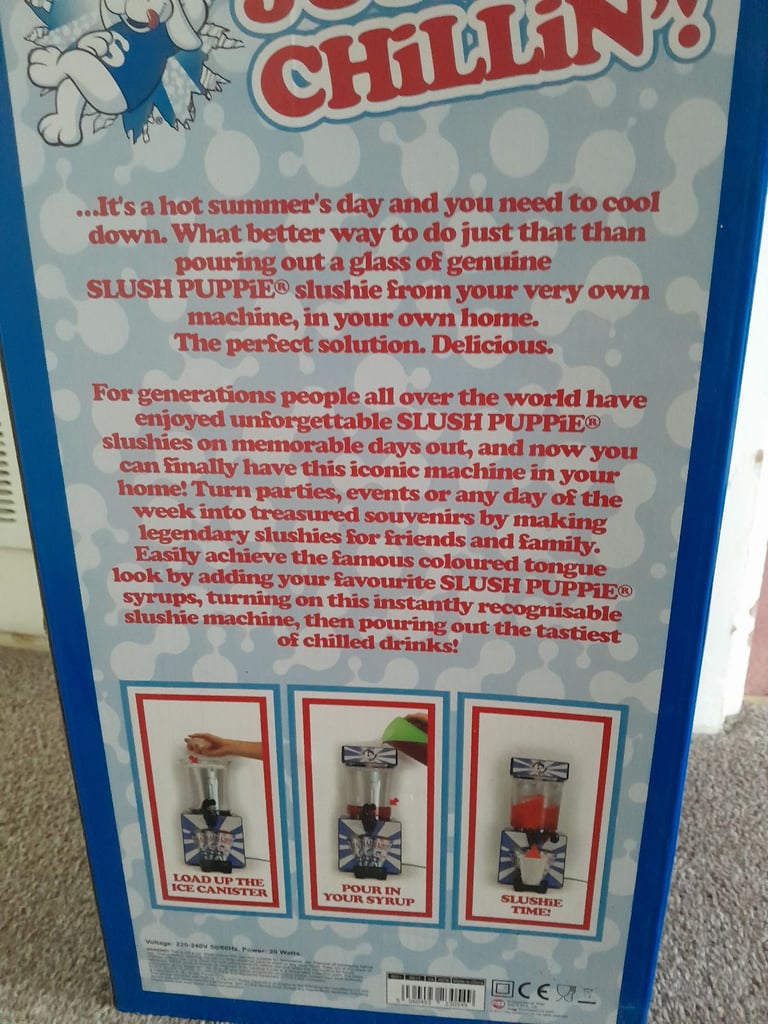 CHiLLiN'!
...It's a hot summer's day and you need to cool
down. What better way to do just that than
pouring out a glass of genuine
SLUSH PUPPiE® slushie from your very own
machine, in your own home.
The perfect solution. Delicious.
For generations people all over the world have
enjoyed unforgettable SLUSH PUPPiE®
slushies on memorable days out, and now you
can finally have this iconic machine in your
home! Turn parties, events or any day of the
week into treasured souvenirs by making
legendary slushies for friends and family.
Easily achieve the famous coloured tongue
look by adding your favourite SLUSH PUPPiE®
syrups, turning on this instantly recognisable
slushie machine, then pouring out the tastiest
of chilled drinks!
LOAD UP THE
ICE CANISTER
POUR IN
YOUR SYRUP
SLUSHiE
TIME!
Voltage: 220-240V 50/60Hz, Power: 20 Watts.
CE